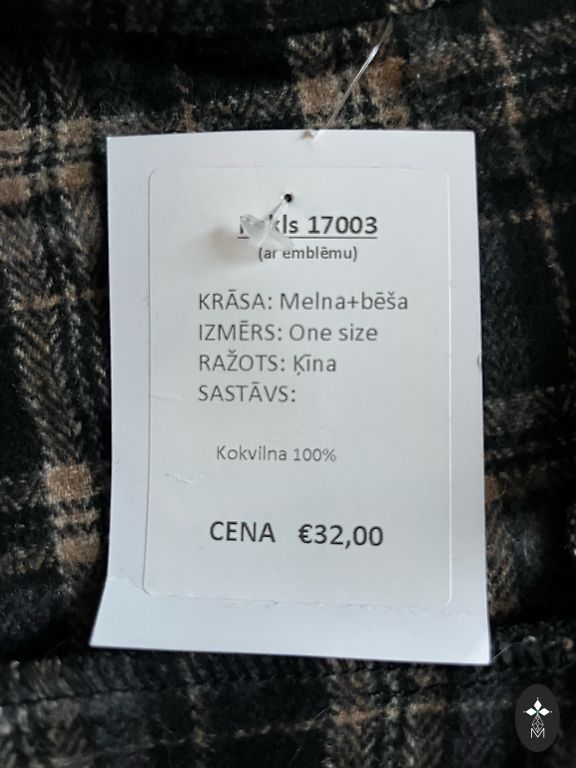 17003
(ar emblēmu)
KRĀSA: Melna+bēša
IZMĒRS: One size
RAŽOTS: Ķīna
SASTĀVS:
Kokvilna 100%
CENA €32,00
M